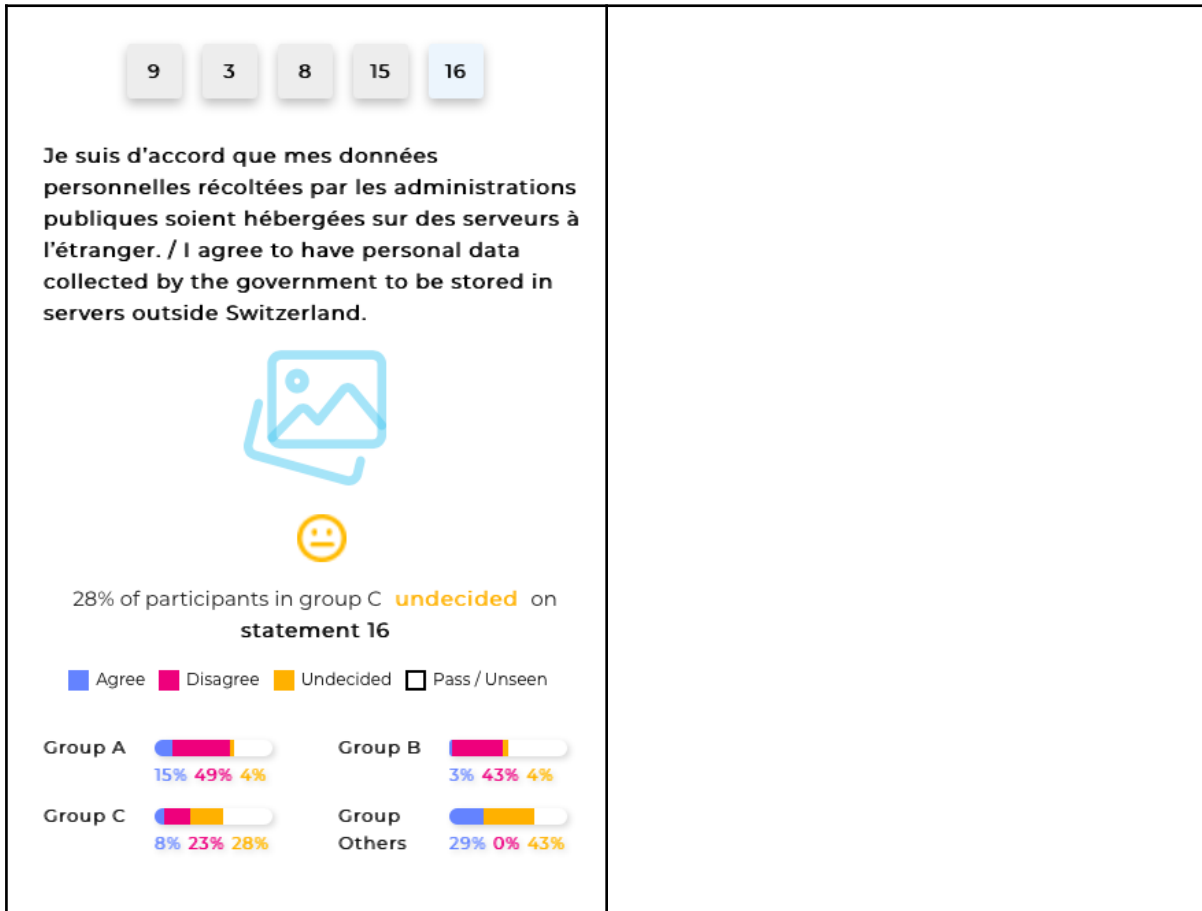 9 3 8 15 16
Je suis d'accord que mes données
personnelles récoltées par les administrations
publiques soient hébergées sur des serveurs à
l'étranger. / I agree to have personal data
collected by the government to be stored in
servers outside Switzerland.
28% of participants in group C undecided on
statement 16
Agree Disagree Undecided Pass / Unseen
Group A Group B
15% 49% 4% 3% 43% 4%
Group C Group
8% 23% 28% Others 29% 0% 43%